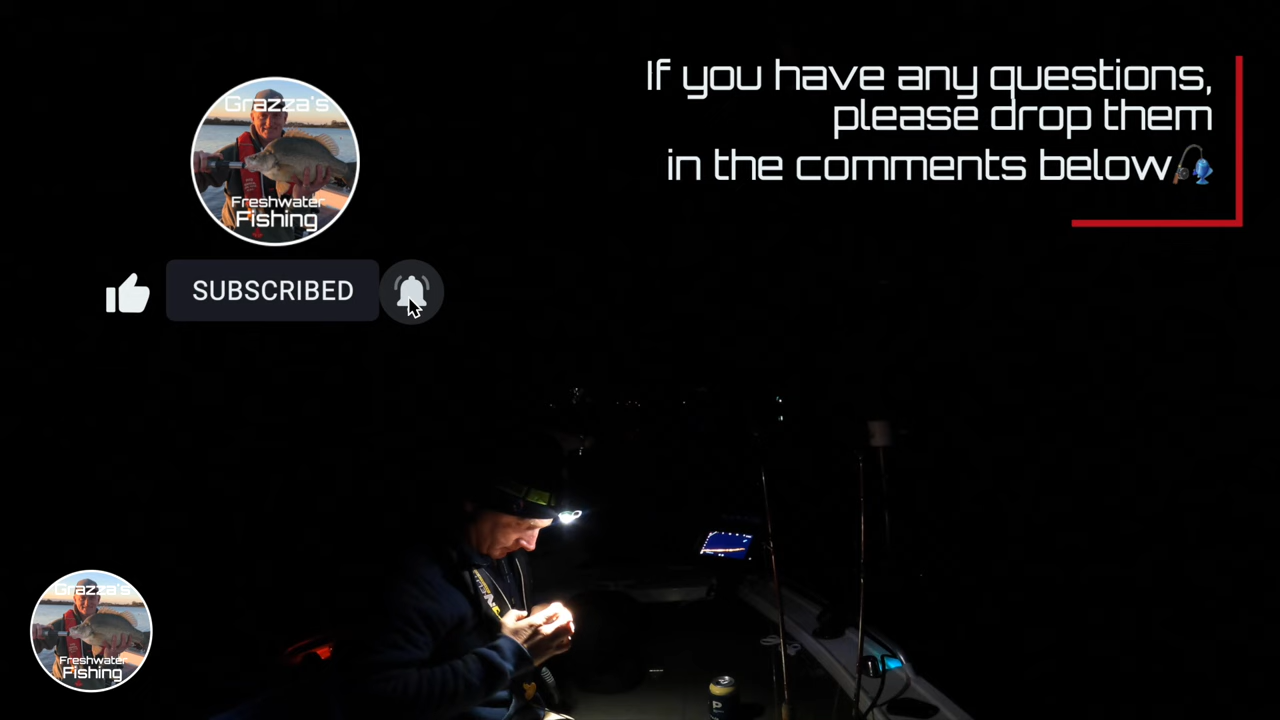 Grazza's
Freshwater
Fishing
SUBSCRIBED
If you have any questions,
please drop them
in the comments below
Grazza's
Freshwater
Fishing